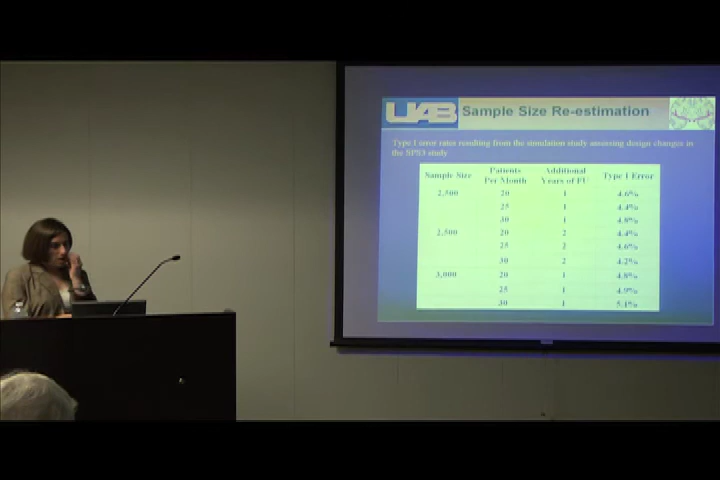 UAB Sample Size Re-estimation
Type I error rates resulting from the simulation study assessing design changes in
the SPS3 study
Sample Size Patients Per Month Additional Years of FU Type I Error
2,500 20 1 4.6%
25 1 4.4%
30 1 4.8%
2,500 20 2 4.4%
25 2 4.6%
30 2 4.2%
3,000 20 1 4.8%
25 1 4.9%
30 1 5.1%